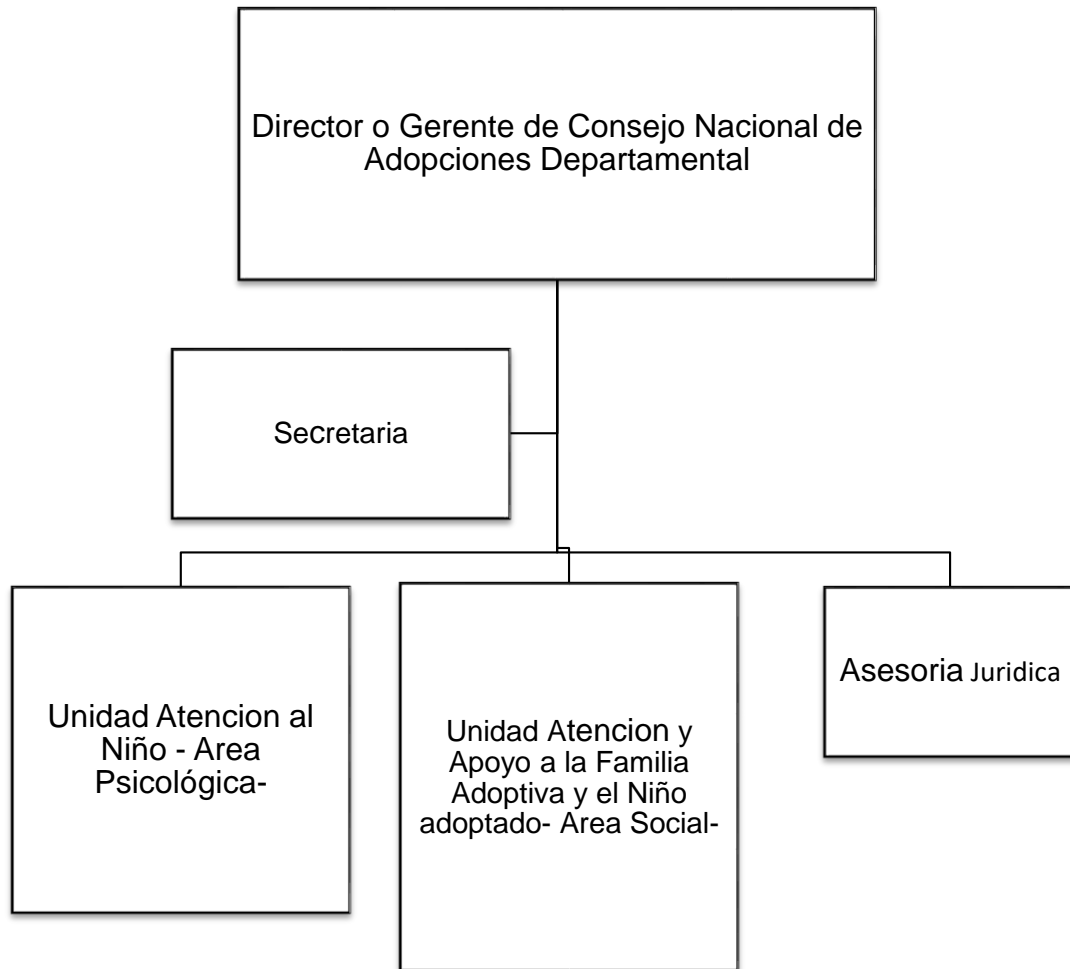 Director o Gerente de Consejo Nacional de
Adopciones Departamental
Secretaria
Unidad Atencion al
Niño - Area
Psicológica-
Unidad Atencion y
Apoyo a la Familia
Adoptiva y el Niño
adoptado- Area Social-
Asesoria Juridica